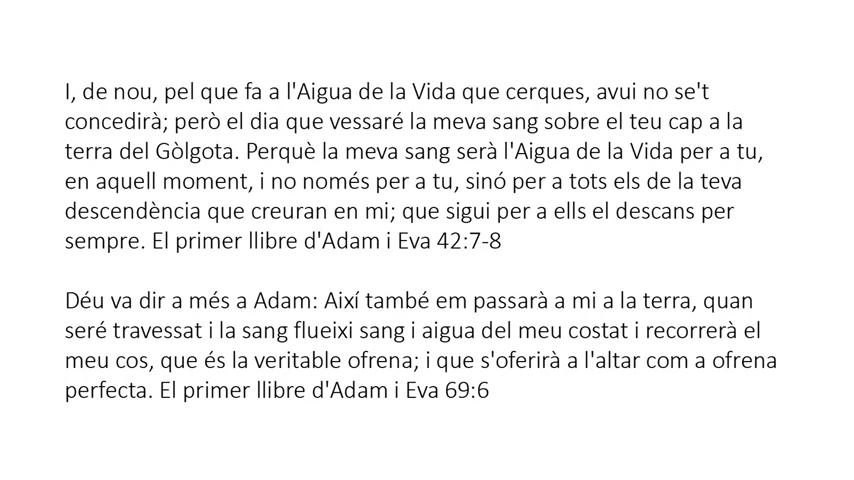 I, de nou, pel que fa a l'Aigua de la Vida que cerques, avui no se't
concedirà; però el dia que vessaré la meva sang sobre el teu cap a la
terra del Gòlgota. Perquè la meva sang serà l'Aigua de la Vida per a tu,
en aquell moment, i no només per a tu, sinó per a tots els de la teva
descendència que creuran en mi; que sigui per a ells el descans per
sempre. El primer llibre d'Adam i Eva 42:7-8
Déu va dir a més a Adam: Així també em passarà a mi a la terra, quan
seré travessat i la sang flueixi sang i aigua del meu costat i recorrerà el
meu cos, que és la veritable ofrena; i que s'oferirà a l'altar com a ofrena
perfecta. El primer llibre d'Adam i Eva 69:6